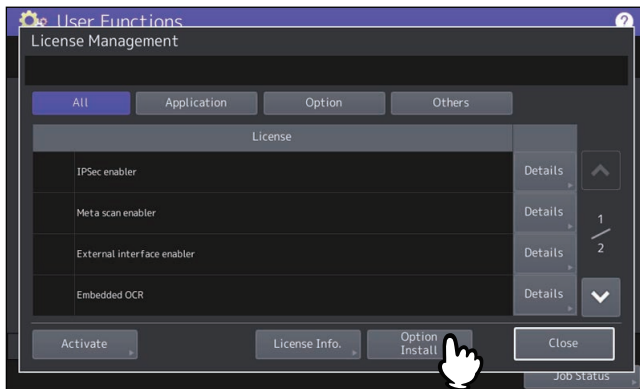 User Functions
?
License Management
All
Application
Option
Others
License
IPSec enabler
Details
Meta scan enabler
Details
1
External interface enabler
Details
2
Embedded OCR
Details
Activate
License Info.
Option
Install
Close
Job Status